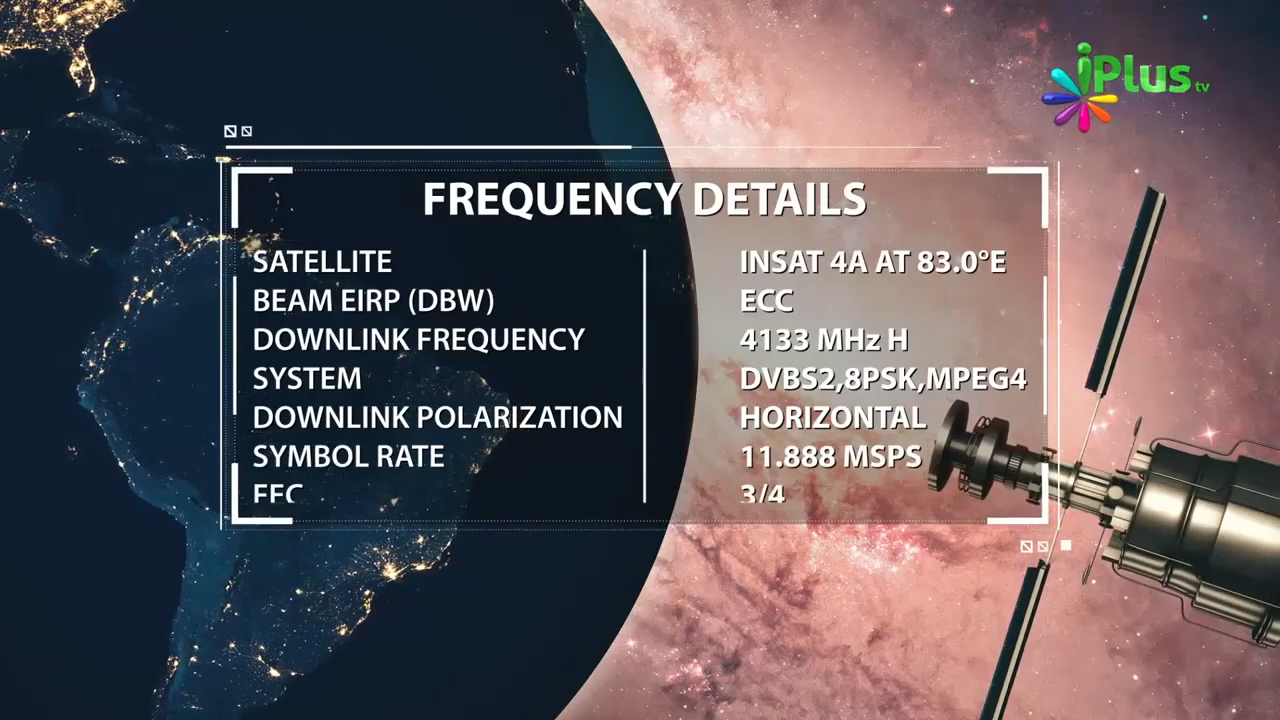 iPlus tv
FREQUENCY DETAILS
SATELLITE INSAT 4A AT 83.0°E
BEAM EIRP (DBW) ECC
DOWNLINK FREQUENCY 4133 MHz H
SYSTEM DVBS2,8PSK,MPEG4
DOWNLINK POLARIZATION HORIZONTAL
SYMBOL RATE 11.888 MSPS
FEC 3/4